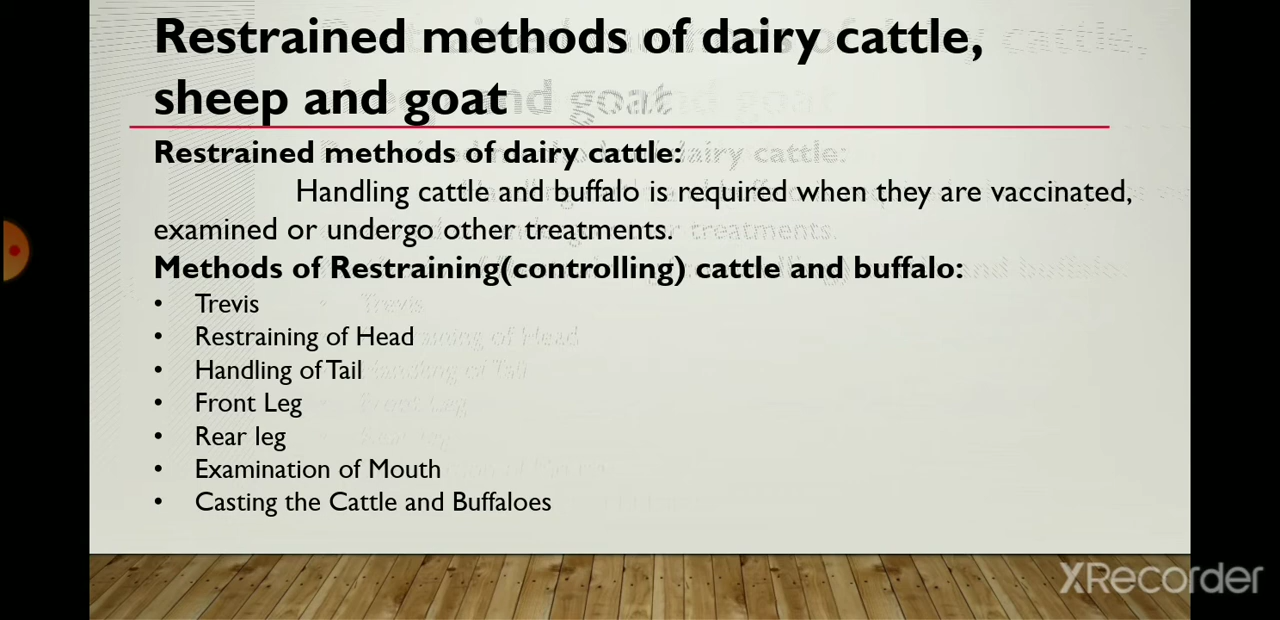 Restrained methods of dairy cattle,
sheep and goat
Restrained methods of dairy cattle:
Handling cattle and buffalo is required when they are vaccinated,
examined or undergo other treatments.
Methods of Restraining(controlling) cattle and buffalo:
• Trevis
• Restraining of Head
• Handling of Tail
• Front Leg
• Rear leg
• Examination of Mouth
• Casting the Cattle and Buffaloes
XRecorder